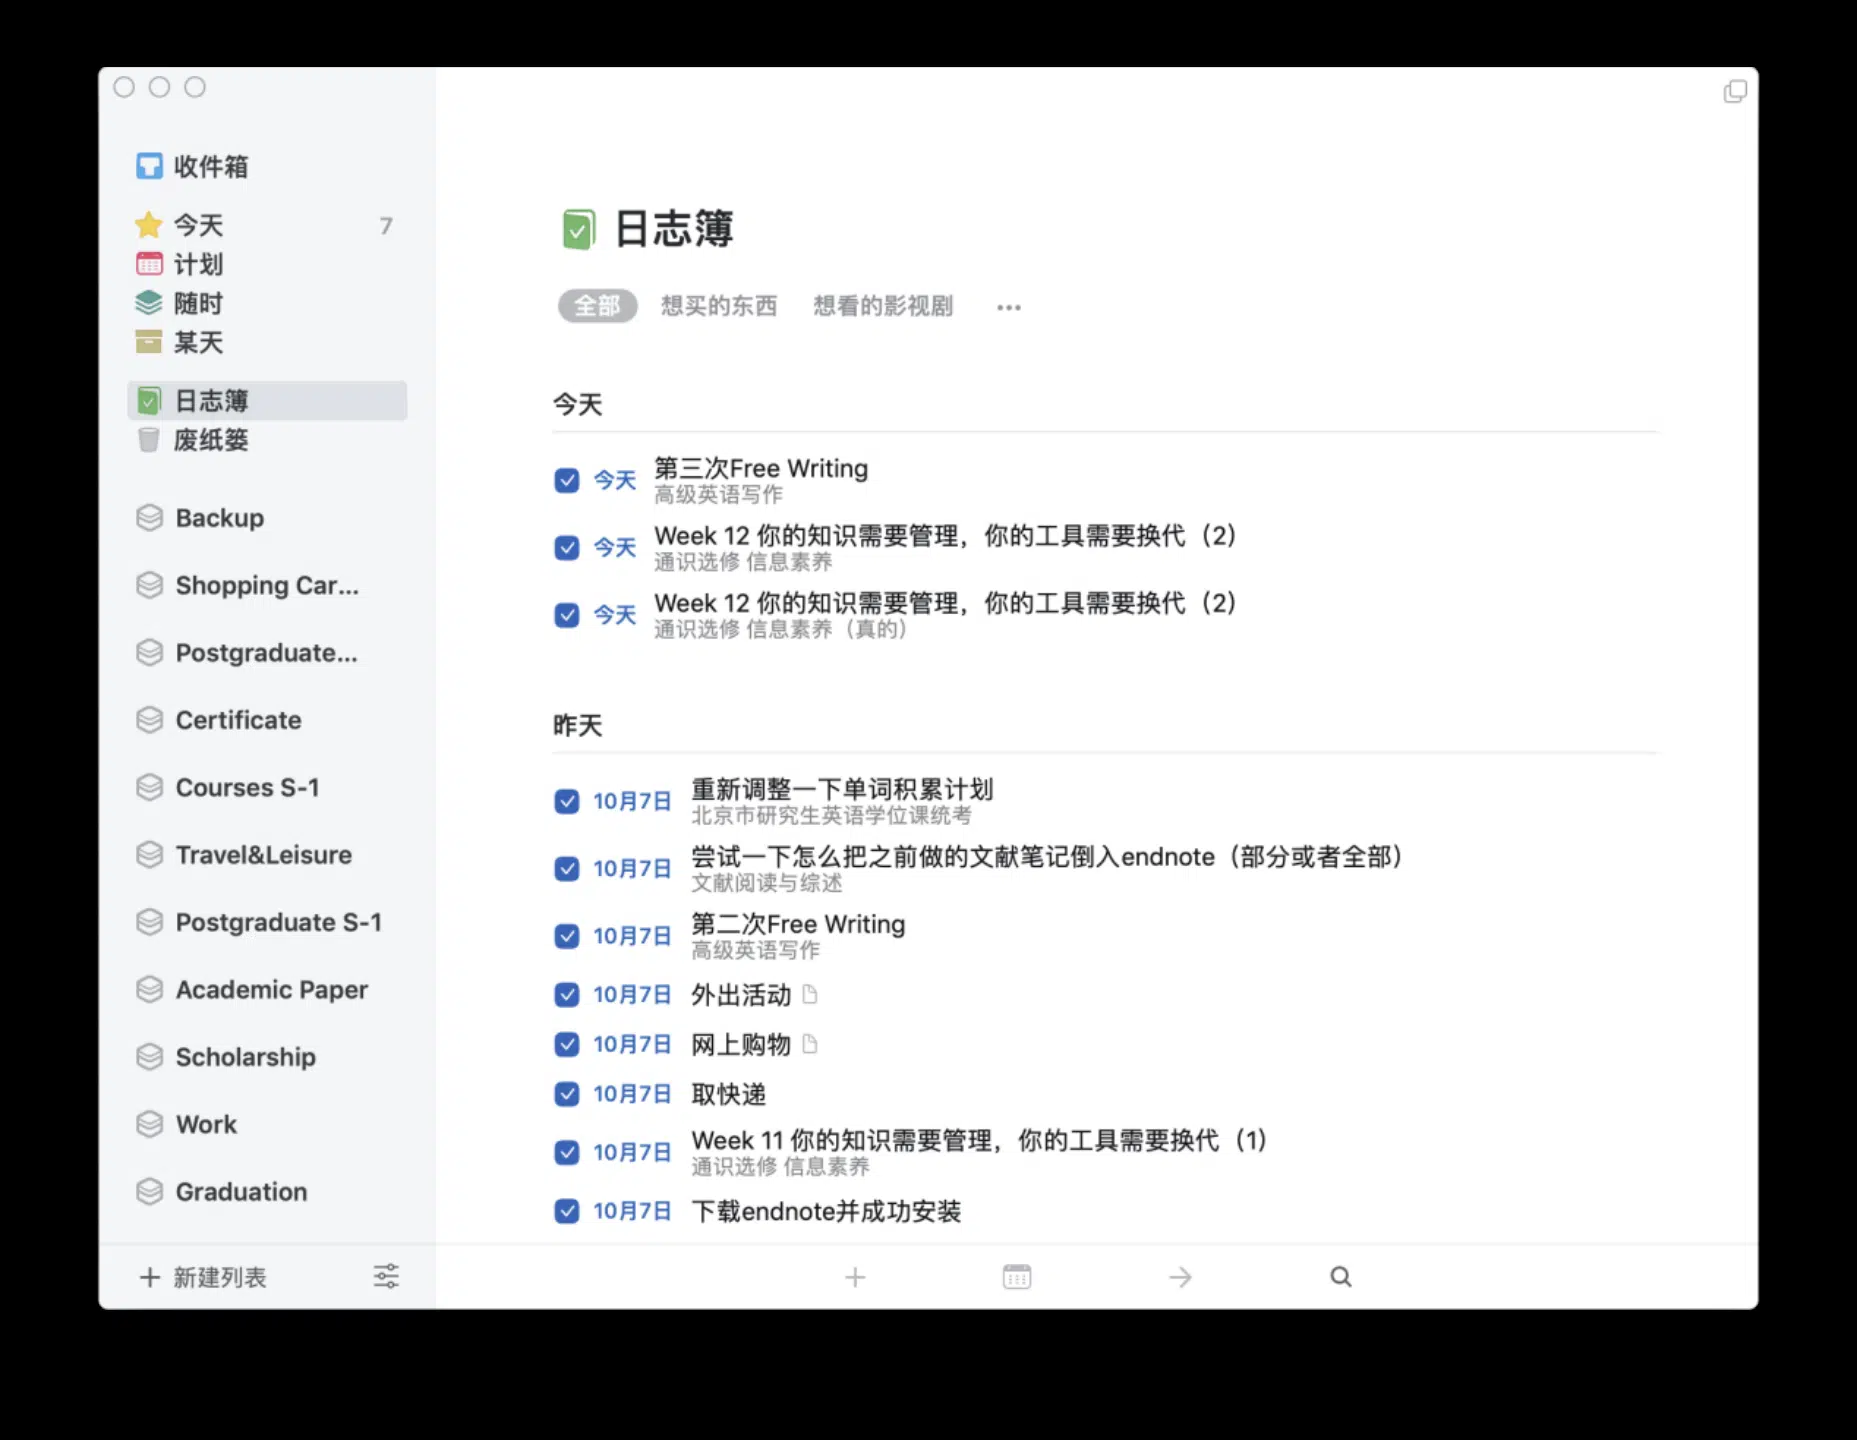 收件箱
今天 7
计划
随时
某天
日志簿
废纸篓
Backup
Shopping Car...
Postgraduate...
Certificate
Courses S-1
Travel&Leisure
Postgraduate S-1
Academic Paper
Scholarship
Work
Graduation
新建列表
日志簿
全部 想买的东西 想看的影视剧 ...
今天
今天 第三次Free Writing
高级英语写作
今天 Week 12 你的知识需要管理，你的工具需要换代（2）
通识选修 信息素养
今天 Week 12 你的知识需要管理，你的工具需要换代（2）
通识选修 信息素养（真的）
昨天
10月7日 重新调整一下单词积累计划
北京市研究生英语学位课统考
10月7日 尝试一下怎么把之前做的文献笔记倒入endnote（部分或者全部）
文献阅读与综述
10月7日 第二次Free Writing
高级英语写作
10月7日 外出活动
10月7日 网上购物
10月7日 取快递
10月7日 Week 11 你的知识需要管理，你的工具需要换代（1）
通识选修 信息素养
10月7日 下载endnote并成功安装